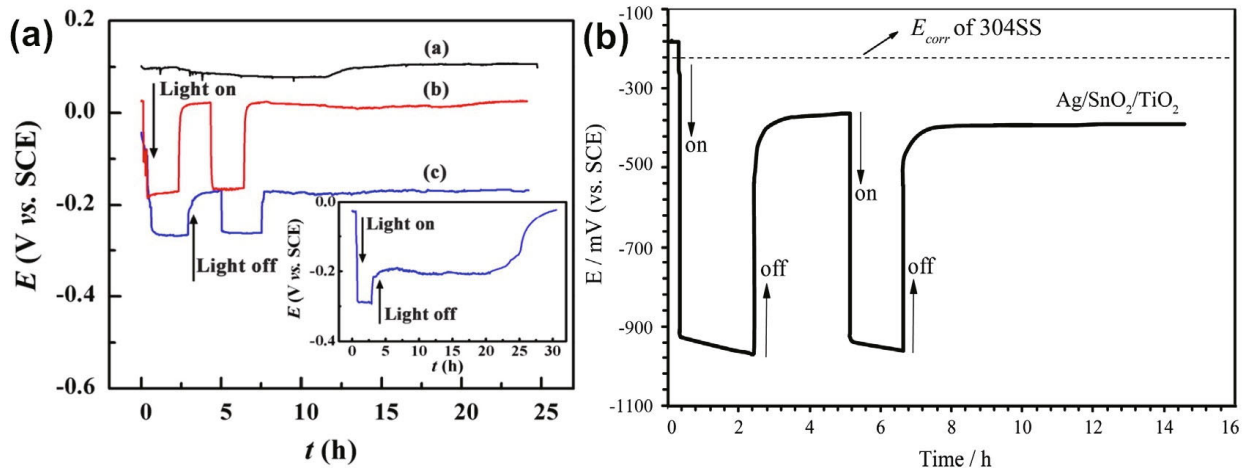 (a)
E (V vs. SCE)
0.2
0.0
-0.2
-0.4
-0.6
(a)
Light on
(b)
(c)
Light off
0 5 10 15 20 25
t (h)
E (V vs. SCE)
0.0
-0.2
-0.4
Light on
Light off
0 5 10 15 20 25 30
t (h)
(b)
E / mV (vs. SCE)
-100
-300
-500
-700
-900
-1100
Ecorr of 304SS
on
Ag/SnO2/TiO2
on
off
off
0 2 4 6 8 10 12 14 16
Time / h